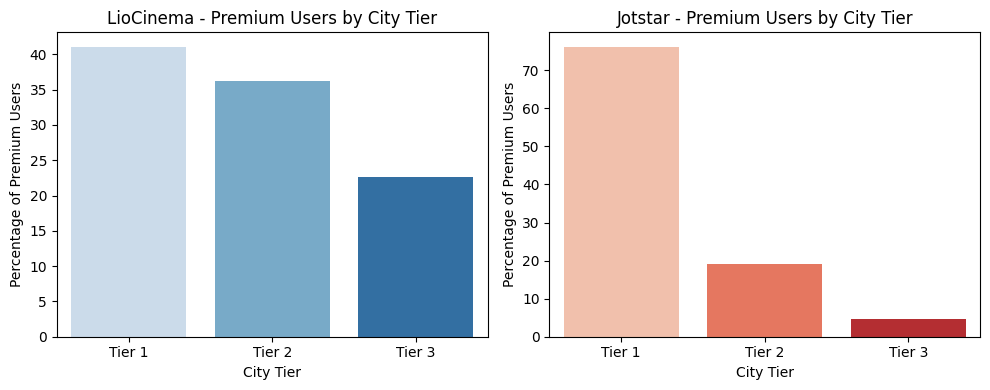 LioCinema - Premium Users by City Tier
Percentage of Premium Users
40
35
30
25
20
15
10
5
0
Tier 1 Tier 2 Tier 3
City Tier
Jotstar - Premium Users by City Tier
Percentage of Premium Users
70
60
50
40
30
20
10
0
Tier 1 Tier 2 Tier 3
City Tier